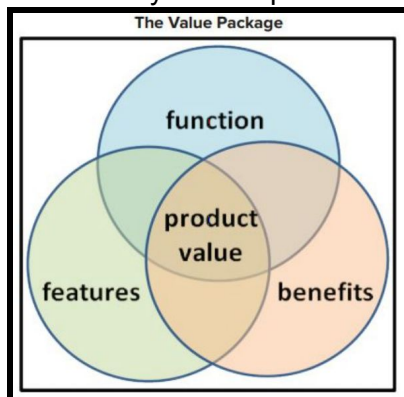 The Value Package
function
product
value
features
benefits